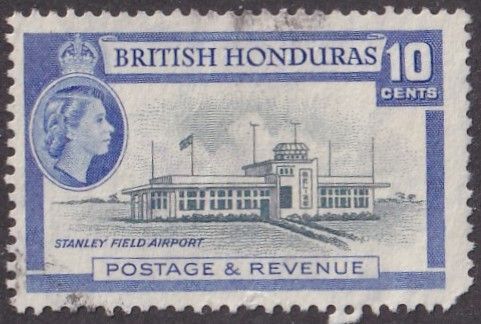 BRITISH HONDURAS
10
CENTS
STANLEY FIELD AIRPORT
POSTAGE & REVENUE